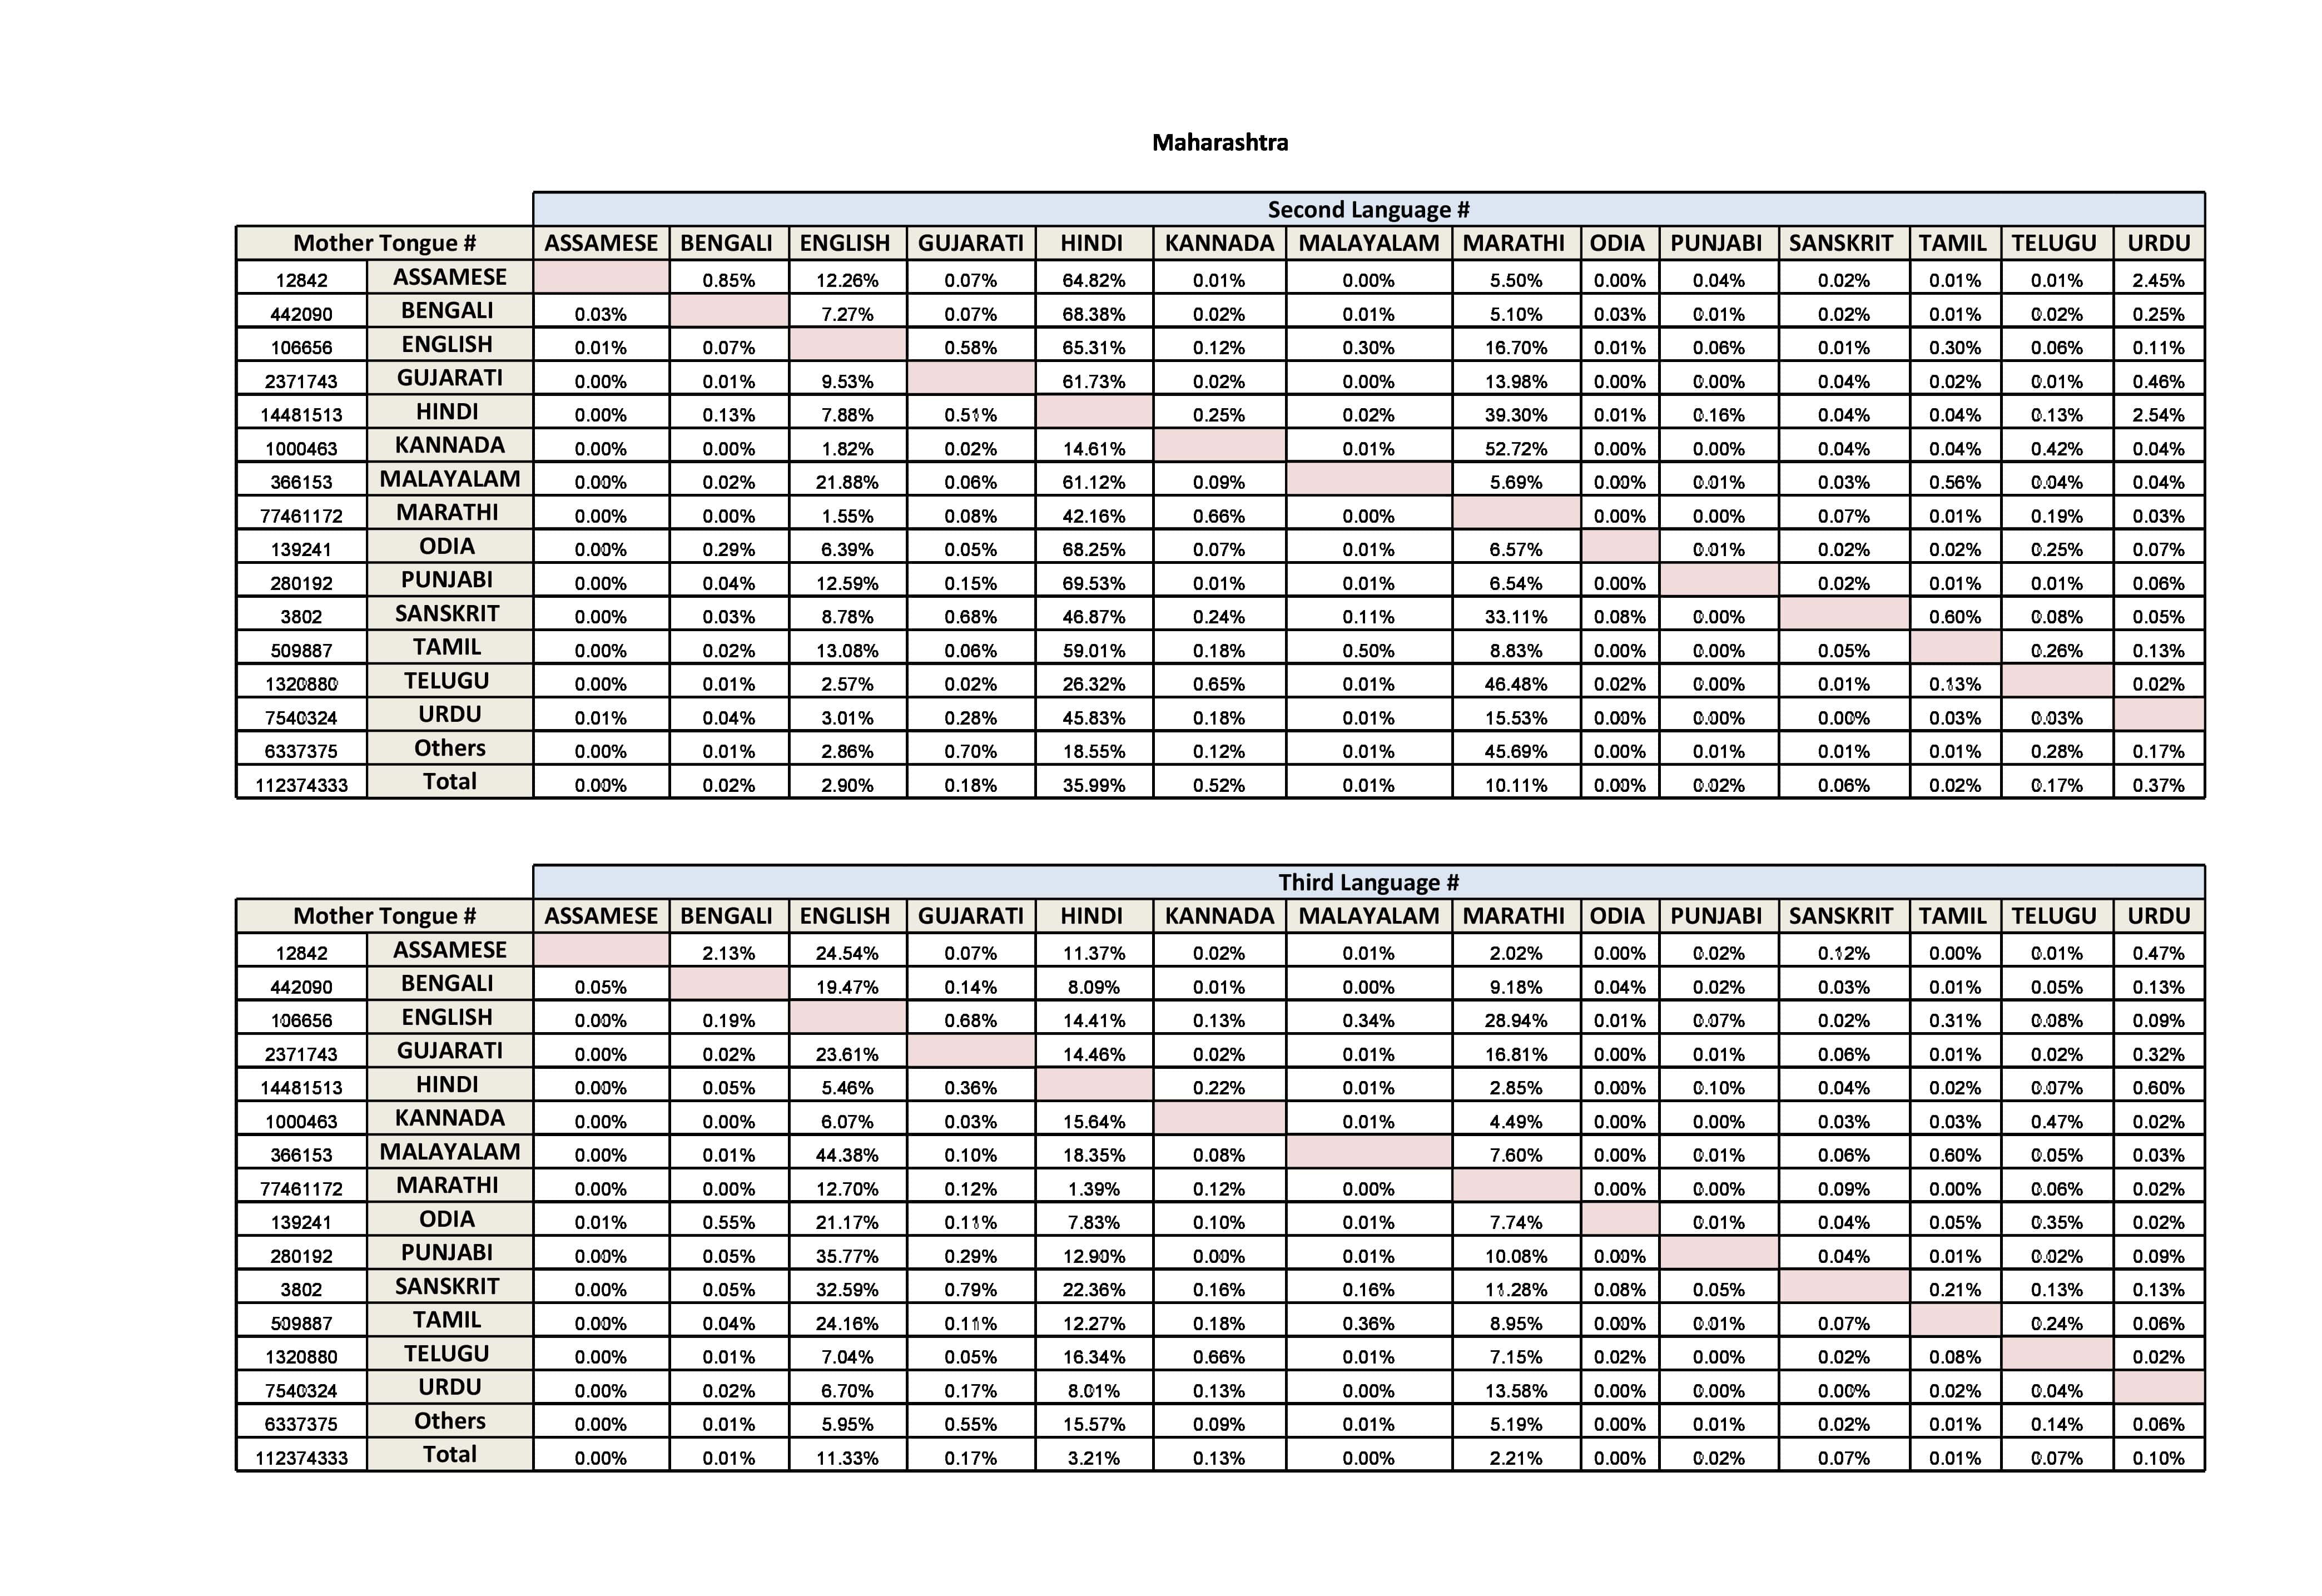 Maharashtra
Second Language #
Mother Tongue # ASSAMESE BENGALI ENGLISH GUJARATI HINDI KANNADA MALAYALAM MARATHI ODIA PUNJABI SANSKRIT TAMIL TELUGU URDU
12842 ASSAMESE 0.85% 12.26% 0.07% 64.82% 0.01% 0.00% 5.50% 0.00% 0.04% 0.02% 0.01% 0.01% 2.45%
442090 BENGALI 0.03% 7.27% 0.07% 68.38% 0.02% 0.01% 5.10% 0.03% 0.01% 0.02% 0.01% 0.02% 0.25%
106656 ENGLISH 0.01% 0.07% 0.58% 65.31% 0.12% 0.30% 16.70% 0.01% 0.06% 0.01% 0.30% 0.06% 0.11%
2371743 GUJARATI 0.00% 0.01% 9.53% 61.73% 0.02% 0.00% 13.98% 0.00% 0.00% 0.04% 0.02% 0.01% 0.46%
14481513 HINDI 0.00% 0.13% 7.88% 0.51% 0.25% 0.02% 39.30% 0.01% 0.16% 0.04% 0.04% 0.13% 2.54%
1000463 KANNADA 0.00% 0.00% 1.82% 0.02% 14.61% 0.01% 52.72% 0.00% 0.00% 0.04% 0.04% 0.42% 0.04%
366153 MALAYALAM 0.00% 0.02% 21.88% 0.06% 61.12% 0.09% 5.69% 0.00% 0.01% 0.03% 0.56% 0.04% 0.04%
77461172 MARATHI 0.00% 0.00% 1.55% 0.08% 42.16% 0.66% 0.00% 0.00% 0.00% 0.07% 0.01% 0.19% 0.03%
139241 ODIA 0.00% 0.29% 6.39% 0.05% 68.25% 0.07% 0.01% 6.57% 0.01% 0.02% 0.02% 0.25% 0.07%
280192 PUNJABI 0.00% 0.04% 12.59% 0.15% 69.53% 0.01% 0.01% 6.54% 0.00% 0.02% 0.01% 0.01% 0.06%
3802 SANSKRIT 0.00% 0.03% 8.78% 0.68% 46.87% 0.24% 0.11% 33.11% 0.08% 0.00% 0.60% 0.08% 0.05%
509887 TAMIL 0.00% 0.02% 13.08% 0.06% 59.01% 0.18% 0.50% 8.83% 0.00% 0.00% 0.05% 0.26% 0.13%
1320880 TELUGU 0.00% 0.01% 2.57% 0.02% 26.32% 0.65% 0.01% 46.48% 0.02% 0.00% 0.01% 0.13% 0.02%
7540324 URDU 0.01% 0.04% 3.01% 0.28% 45.83% 0.18% 0.01% 15.53% 0.00% 0.00% 0.00% 0.03% 0.03%
6337375 Others 0.00% 0.01% 2.86% 0.70% 18.55% 0.12% 0.01% 45.69% 0.00% 0.01% 0.01% 0.01% 0.28% 0.17%
112374333 Total 0.00% 0.02% 2.90% 0.18% 35.99% 0.52% 0.01% 10.11% 0.00% 0.02% 0.06% 0.02% 0.17% 0.37%
Third Language #
Mother Tongue # ASSAMESE BENGALI ENGLISH GUJARATI HINDI KANNADA MALAYALAM MARATHI ODIA PUNJABI SANSKRIT TAMIL TELUGU URDU
12842 ASSAMESE 2.13% 24.54% 0.07% 11.37% 0.02% 0.01% 2.02% 0.00% 0.02% 0.12% 0.00% 0.01% 0.47%
442090 BENGALI 0.05% 19.47% 0.14% 8.09% 0.01% 0.00% 9.18% 0.04% 0.02% 0.03% 0.01% 0.05% 0.13%
106656 ENGLISH 0.00% 0.19% 0.68% 14.41% 0.13% 0.34% 28.94% 0.01% 0.07% 0.02% 0.31% 0.08% 0.09%
2371743 GUJARATI 0.00% 0.02% 23.61% 14.46% 0.02% 0.01% 16.81% 0.00% 0.01% 0.06% 0.01% 0.02% 0.32%
14481513 HINDI 0.00% 0.05% 5.46% 0.36% 0.22% 0.01% 2.85% 0.00% 0.10% 0.04% 0.02% 0.07% 0.60%
1000463 KANNADA 0.00% 0.00% 6.07% 0.03% 15.64% 0.01% 4.49% 0.00% 0.00% 0.03% 0.03% 0.47% 0.02%
366153 MALAYALAM 0.00% 0.01% 44.38% 0.10% 18.35% 0.08% 7.60% 0.00% 0.01% 0.06% 0.60% 0.05% 0.03%
77461172 MARATHI 0.00% 0.00% 12.70% 0.12% 1.39% 0.12% 0.00% 0.00% 0.00% 0.09% 0.00% 0.06% 0.02%
139241 ODIA 0.01% 0.55% 21.17% 0.11% 7.83% 0.10% 0.01% 7.74% 0.01% 0.04% 0.05% 0.35% 0.02%
280192 PUNJABI 0.00% 0.05% 35.77% 0.29% 12.90% 0.00% 0.01% 10.08% 0.00% 0.04% 0.01% 0.02% 0.09%
3802 SANSKRIT 0.00% 0.05% 32.59% 0.79% 22.36% 0.16% 0.16% 11.28% 0.08% 0.05% 0.21% 0.13% 0.13%
509887 TAMIL 0.00% 0.04% 24.16% 0.11% 12.27% 0.18% 0.36% 8.95% 0.00% 0.01% 0.07% 0.24% 0.06%
1320880 TELUGU 0.00% 0.01% 7.04% 0.05% 16.34% 0.66% 0.01% 7.15% 0.02% 0.00% 0.02% 0.08% 0.02%
7540324 URDU 0.00% 0.02% 6.70% 0.17% 8.01% 0.13% 0.00% 13.58% 0.00% 0.00% 0.00% 0.02% 0.04%
6337375 Others 0.00% 0.01% 5.95% 0.55% 15.57% 0.09% 0.01% 5.19% 0.00% 0.01% 0.02% 0.01% 0.14% 0.06%
112374333 Total 0.00% 0.01% 11.33% 0.17% 3.21% 0.13% 0.00% 2.21% 0.00% 0.02% 0.07% 0.01% 0.07% 0.10%